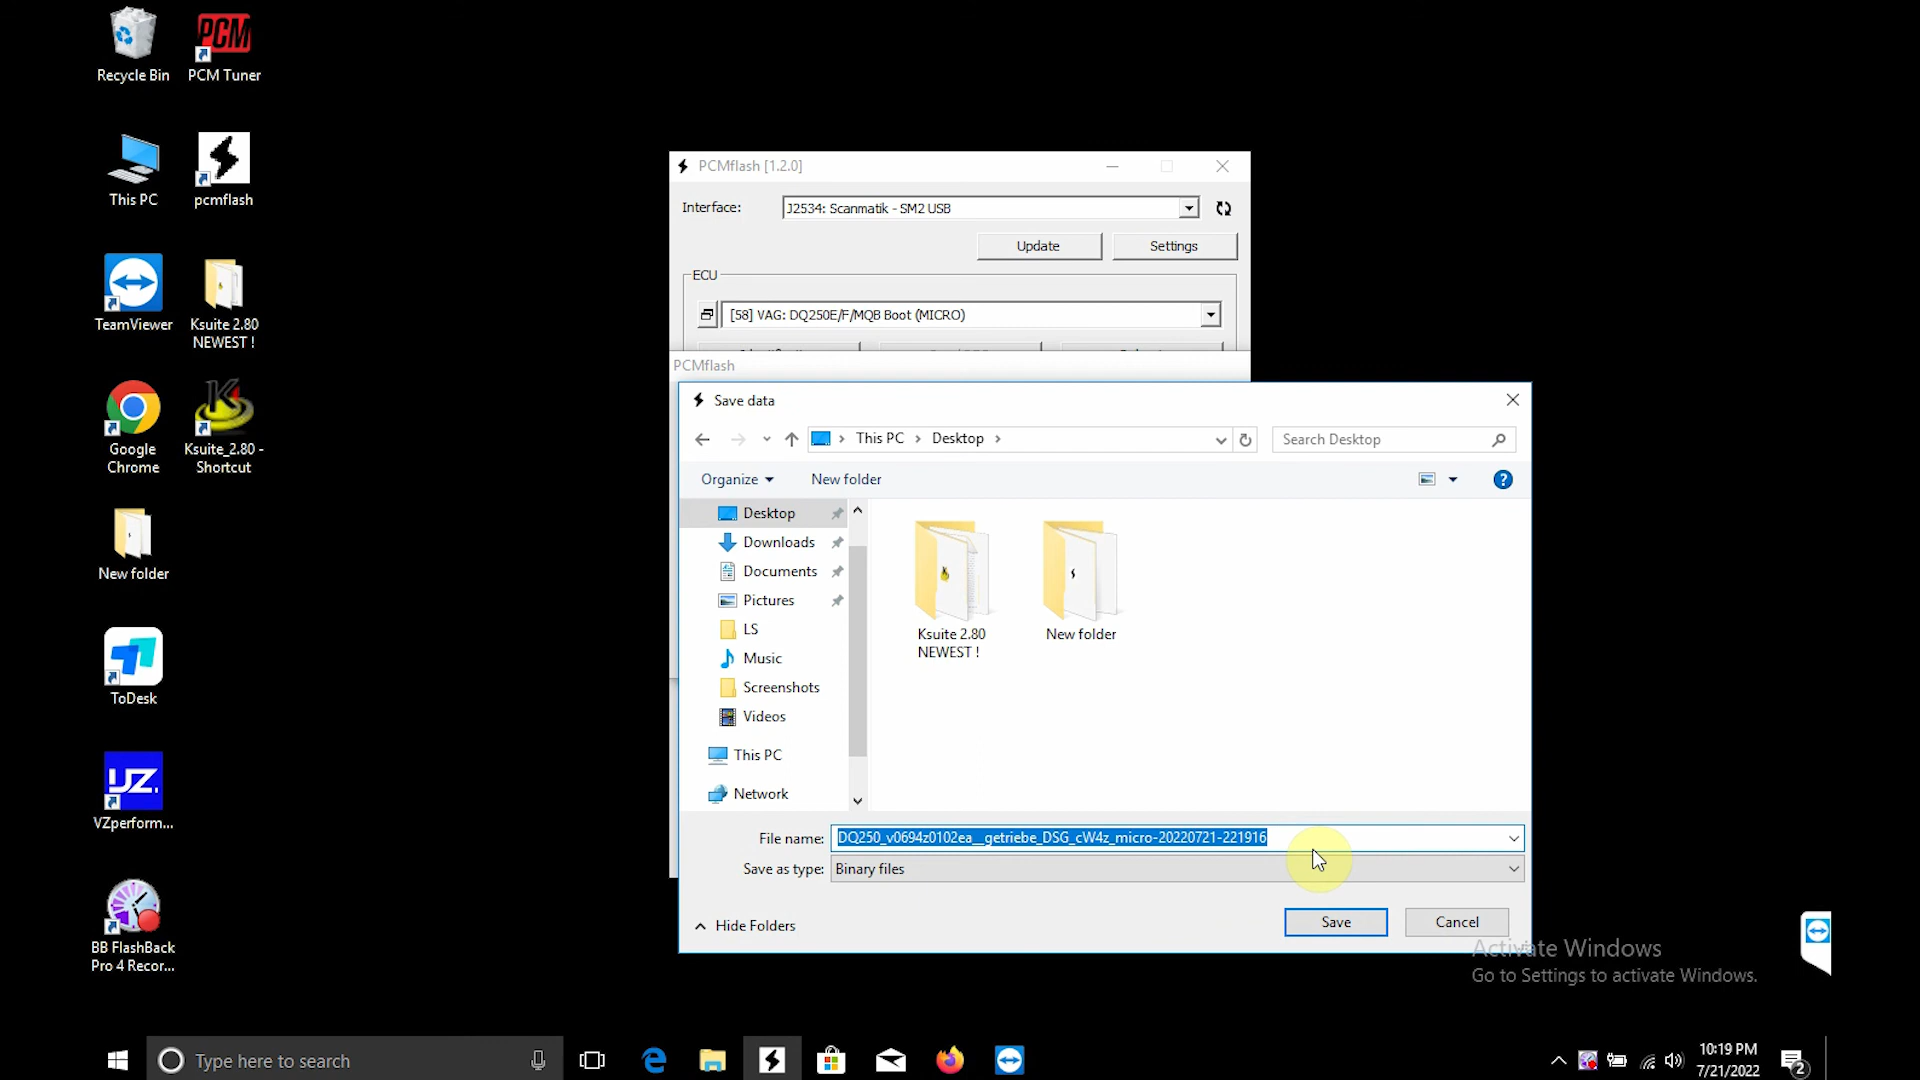 Recycle Bin
PCM
PCM Tuner
This PC
pcmflash
TeamViewer
Ksuite 2.80
NEWEST !
Google
Chrome
Ksuite_2.80 -
Shortcut
New folder
ToDesk
VZ.
VZperform...
BB FlashBack
Pro 4 Recor...
PCMflash [1.2.0]
Interface:
J2534: Scanmatik - SM2 USB
Update
Settings
ECU
[58] VAG: DQ250E/F/MQB Boot (MICRO)
PCMflash
Save data
This PC
Desktop
Search Desktop
Organize
New folder
Desktop
Downloads
Documents
Pictures
LS
Music
Screenshots
Videos
This PC
Network
Ksuite 2.80
NEWEST !
New folder
File name:
DQ250_v0694z0102ea__getriebe_DSG_cW4z_micro-20220721-221916
Save as type:
Binary files
Hide Folders
Save
Cancel
Activate Windows
Go to Settings to activate Windows.
Type here to search
10:19 PM
7/21/2022
2